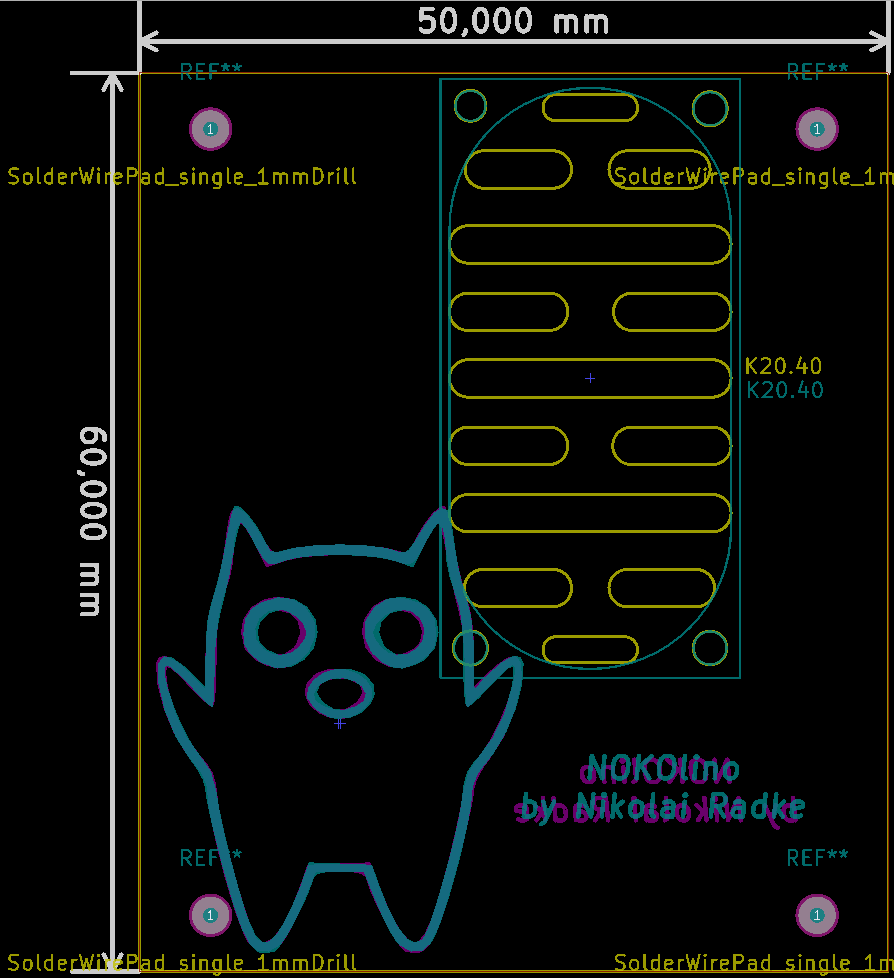 50,000 mm
REF** REF**
1 1
SolderWirePad_single_1mmDrill SolderWirePad_single_1m
K20.40
K20.40
60,000 mm
NOKOlino
by Nikolai Radke
REF** REF**
1 1
SolderWirePad_single_1mmDrill SolderWirePad_single_1m